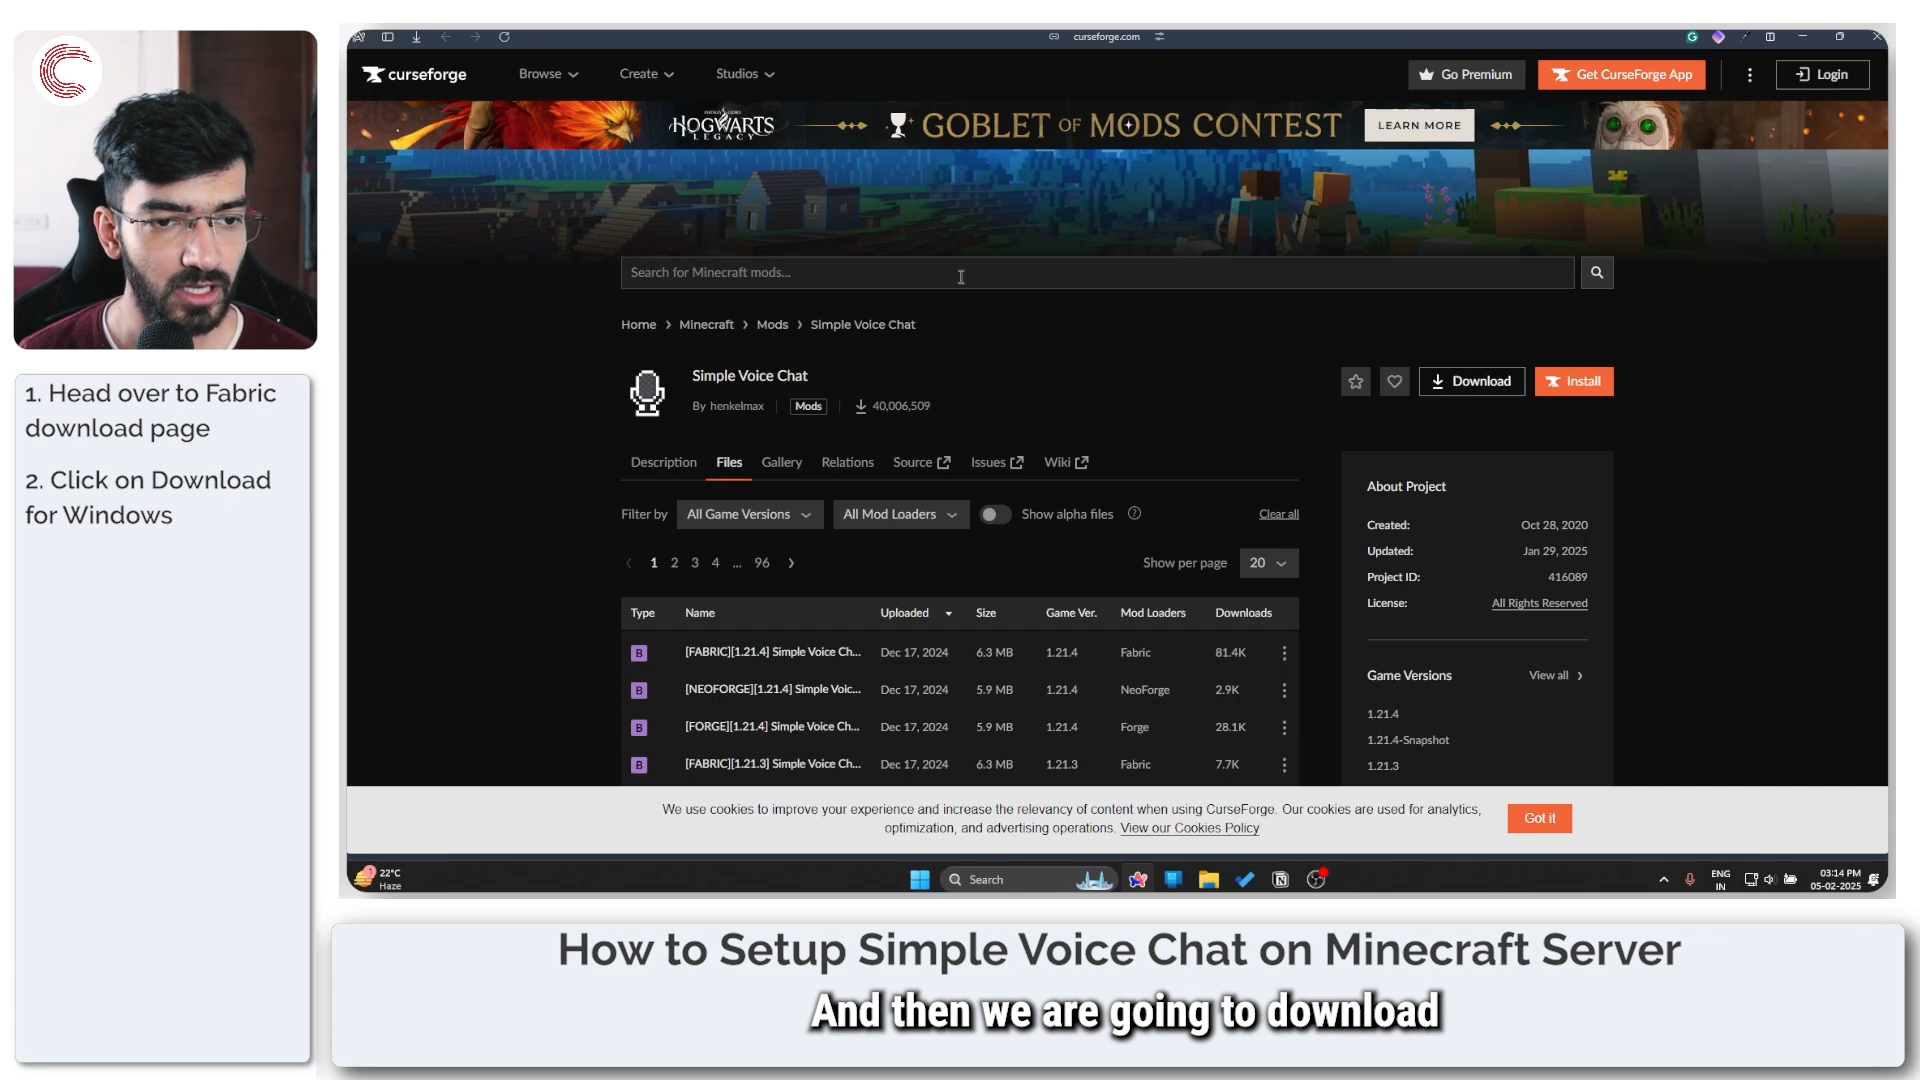 1. Head over to Fabric
download page
2. Click on Download
for Windows
curseforge.com
curseforge
Browse
Create
Studios
Go Premium
Get CurseForge App
Login
HOGWARTS
LEGACY
GOBLET OF MODS CONTEST
LEARN MORE
Search for Minecraft mods...
Home > Minecraft > Mods > Simple Voice Chat
Simple Voice Chat
By henkelmax
Mods
40,006,509
Download
Install
Description
Files
Gallery
Relations
Source
Issues
Wiki
Filter by
All Game Versions
All Mod Loaders
Show alpha files
Clear all
1 2 3 4 ... 96
Show per page
20
Type Name Uploaded Size Game Ver. Mod Loaders Downloads
B [FABRIC][1.21.4] Simple Voice Ch... Dec 17, 2024 6.3 MB 1.21.4 Fabric 81.4K
B [NEOFORGE][1.21.4] Simple Voic... Dec 17, 2024 5.9 MB 1.21.4 NeoForge 2.9K
B [FORGE][1.21.4] Simple Voice Ch... Dec 17, 2024 5.9 MB 1.21.4 Forge 28.1K
B [FABRIC][1.21.3] Simple Voice Ch... Dec 17, 2024 6.3 MB 1.21.3 Fabric 7.7K
About Project
Created: Oct 28, 2020
Updated: Jan 29, 2025
Project ID: 416089
License: All Rights Reserved
Game Versions
View all
1.21.4
1.21.4-Snapshot
1.21.3
We use cookies to improve your experience and increase the relevancy of content when using CurseForge. Our cookies are used for analytics,
optimization, and advertising operations. View our Cookies Policy
Got it
22°C
Haze
Search
ENG
IN
03:14 PM
05-02-2025
How to Setup Simple Voice Chat on Minecraft Server
And then we are going to download